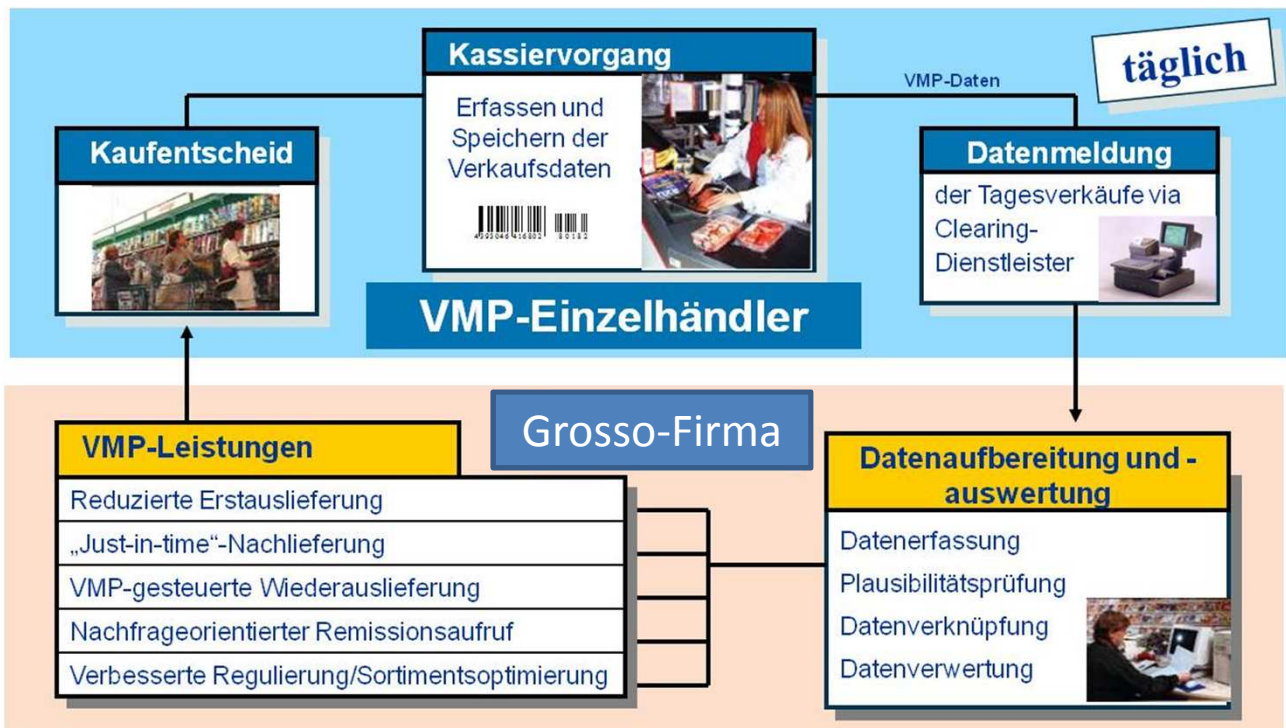 täglich
Kassiervorgang
Erfassen und
Speichern der
Verkaufsdaten
VMP-Daten
Kaufentscheid
Datenmeldung
der Tagesverkäufe via
Clearing-
Dienstleister
VMP-Einzelhändler
Grosso-Firma
VMP-Leistungen
Reduzierte Erstauslieferung
„Just-in-time“-Nachlieferung
VMP-gesteuerte Wiederauslieferung
Nachfrageorientierter Remissionsaufruf
Verbesserte Regulierung/Sortimentsoptimierung
Datenaufbereitung und -
auswertung
Datenerfassung
Plausibilitätsprüfung
Datenverknüpfung
Datenverwertung